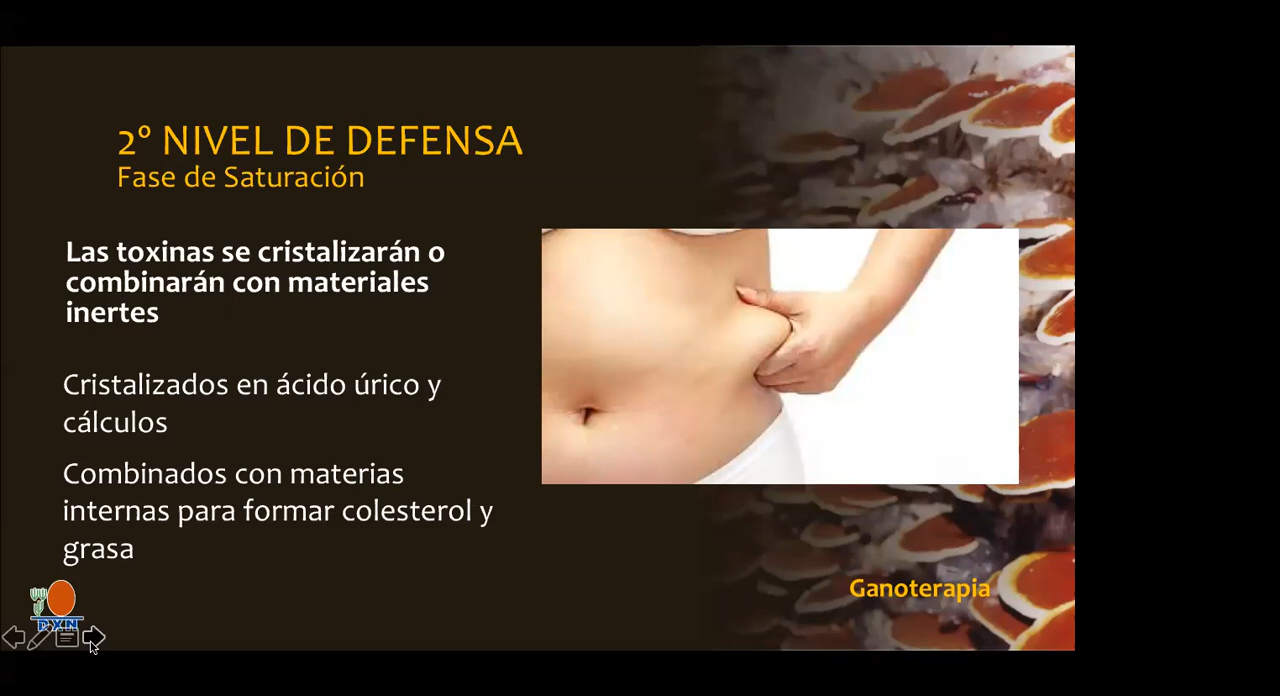 2º NIVEL DE DEFENSA
Fase de Saturación
Las toxinas se cristalizarán o
combinarán con materiales
inertes
Cristalizados en ácido úrico y
cálculos
Combinados con materias
internas para formar colesterol y
grasa
Ganoterapia
DXN